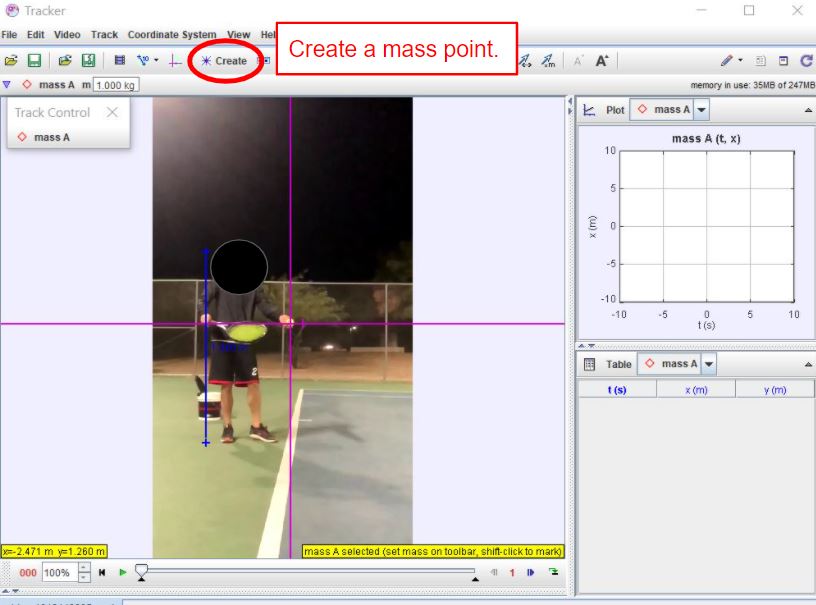 Tracker
File Edit Video Track Coordinate System View Hel
Create a mass point.
Create
mass A m 1.000 kg
memory in use: 35MB of 247MB
Track Control
mass A
Plot mass A
mass A (t, x)
10
5
0
-5
-10
x (m)
-10 -5 0 5 10
t (s)
Table mass A
t (s) x (m) y (m)
2
x=-2.471 m y=1.260 m
mass A selected (set mass on toolbar, shift-click to mark)
000 100% 1